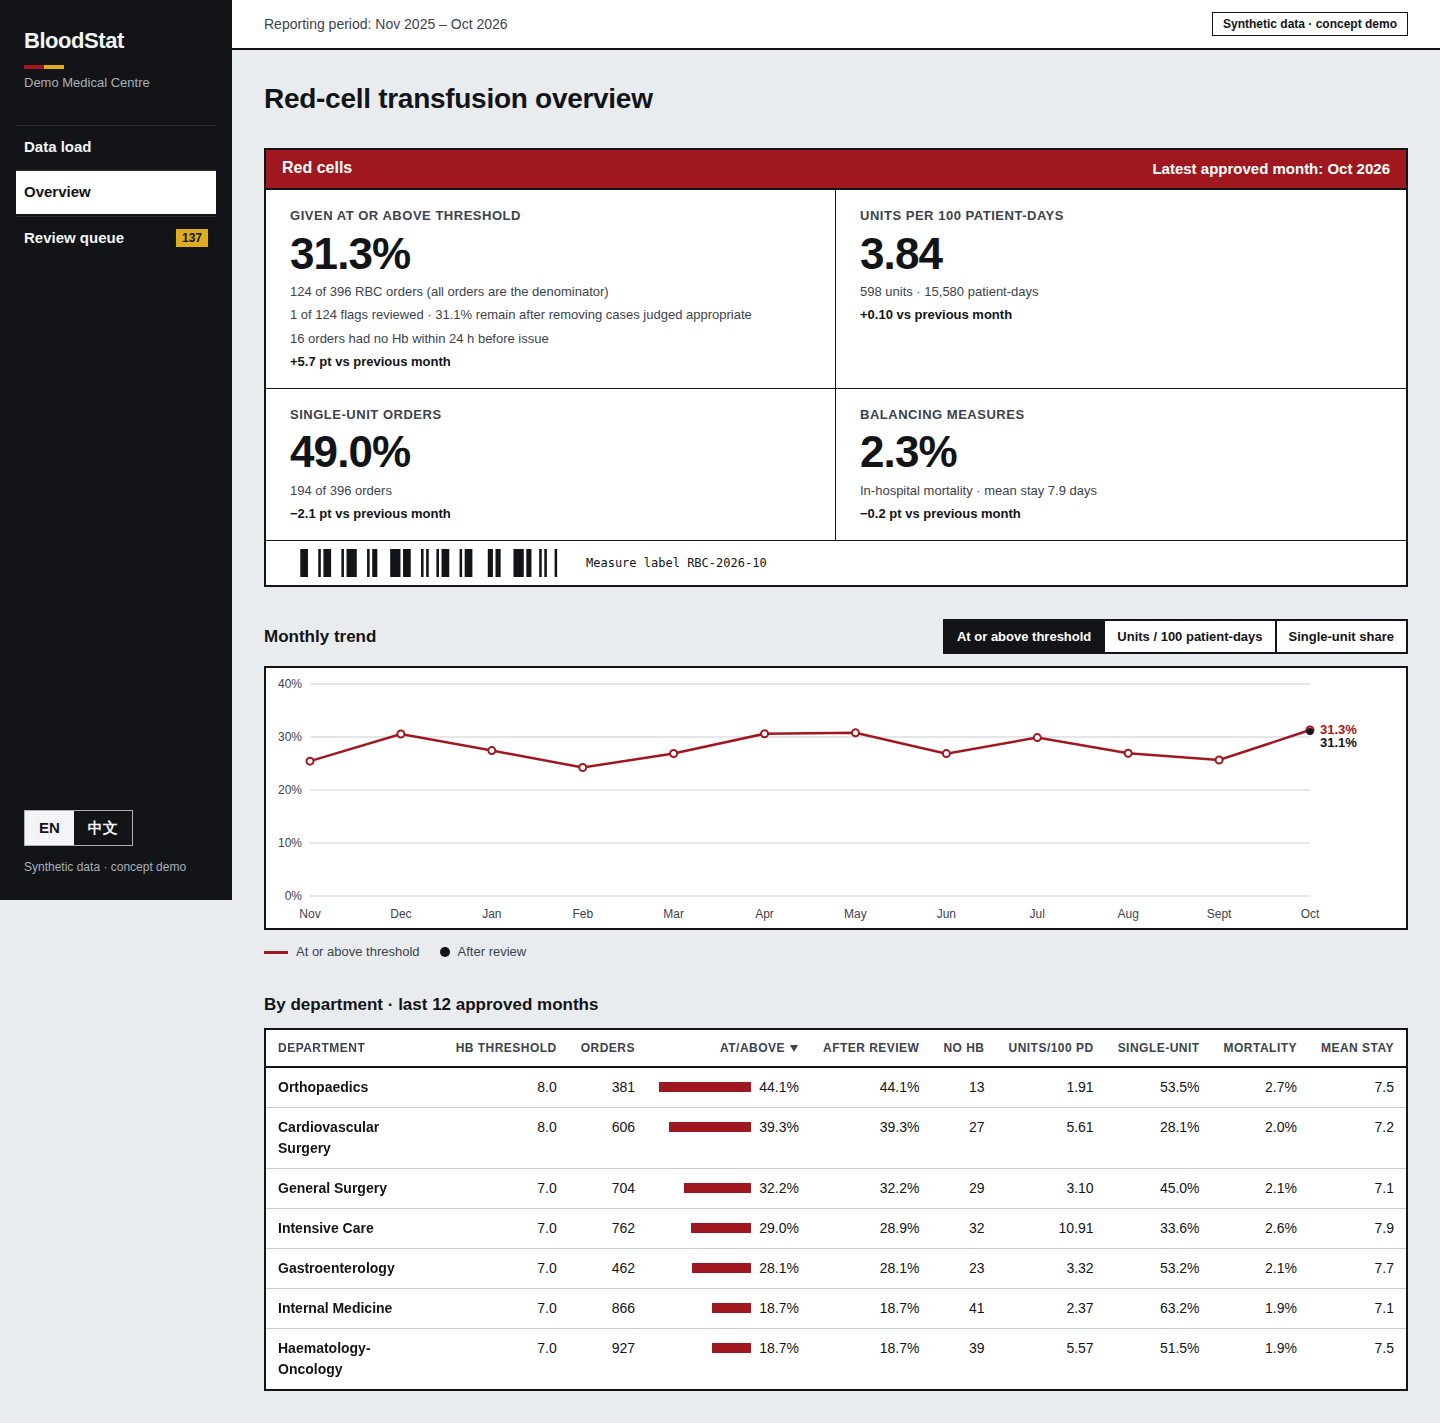 BloodStat
Demo Medical Centre
Data load
Overview
Review queue 137
EN 中文
Synthetic data · concept demo
Reporting period: Nov 2025 – Oct 2026
Synthetic data · concept demo
Red-cell transfusion overview
Red cells
Latest approved month: Oct 2026
GIVEN AT OR ABOVE THRESHOLD
31.3%
124 of 396 RBC orders (all orders are the denominator)
1 of 124 flags reviewed · 31.1% remain after removing cases judged appropriate
16 orders had no Hb within 24 h before issue
+5.7 pt vs previous month
UNITS PER 100 PATIENT-DAYS
3.84
598 units · 15,580 patient-days
+0.10 vs previous month
SINGLE-UNIT ORDERS
49.0%
194 of 396 orders
−2.1 pt vs previous month
BALANCING MEASURES
2.3%
In-hospital mortality · mean stay 7.9 days
−0.2 pt vs previous month
Measure label RBC-2026-10
Monthly trend
At or above threshold Units / 100 patient-days Single-unit share
40%
30%
20%
10%
0%
31.3%
31.1%
Nov Dec Jan Feb Mar Apr May Jun Jul Aug Sept Oct
At or above threshold After review
By department · last 12 approved months
DEPARTMENT HB THRESHOLD ORDERS AT/ABOVE ▼ AFTER REVIEW NO HB UNITS/100 PD SINGLE-UNIT MORTALITY MEAN STAY
Orthopaedics 8.0 381 44.1% 44.1% 13 1.91 53.5% 2.7% 7.5
Cardiovascular 8.0 606 39.3% 39.3% 27 5.61 28.1% 2.0% 7.2
Surgery
General Surgery 7.0 704 32.2% 32.2% 29 3.10 45.0% 2.1% 7.1
Intensive Care 7.0 762 29.0% 28.9% 32 10.91 33.6% 2.6% 7.9
Gastroenterology 7.0 462 28.1% 28.1% 23 3.32 53.2% 2.1% 7.7
Internal Medicine 7.0 866 18.7% 18.7% 41 2.37 63.2% 1.9% 7.1
Haematology- 7.0 927 18.7% 18.7% 39 5.57 51.5% 1.9% 7.5
Oncology